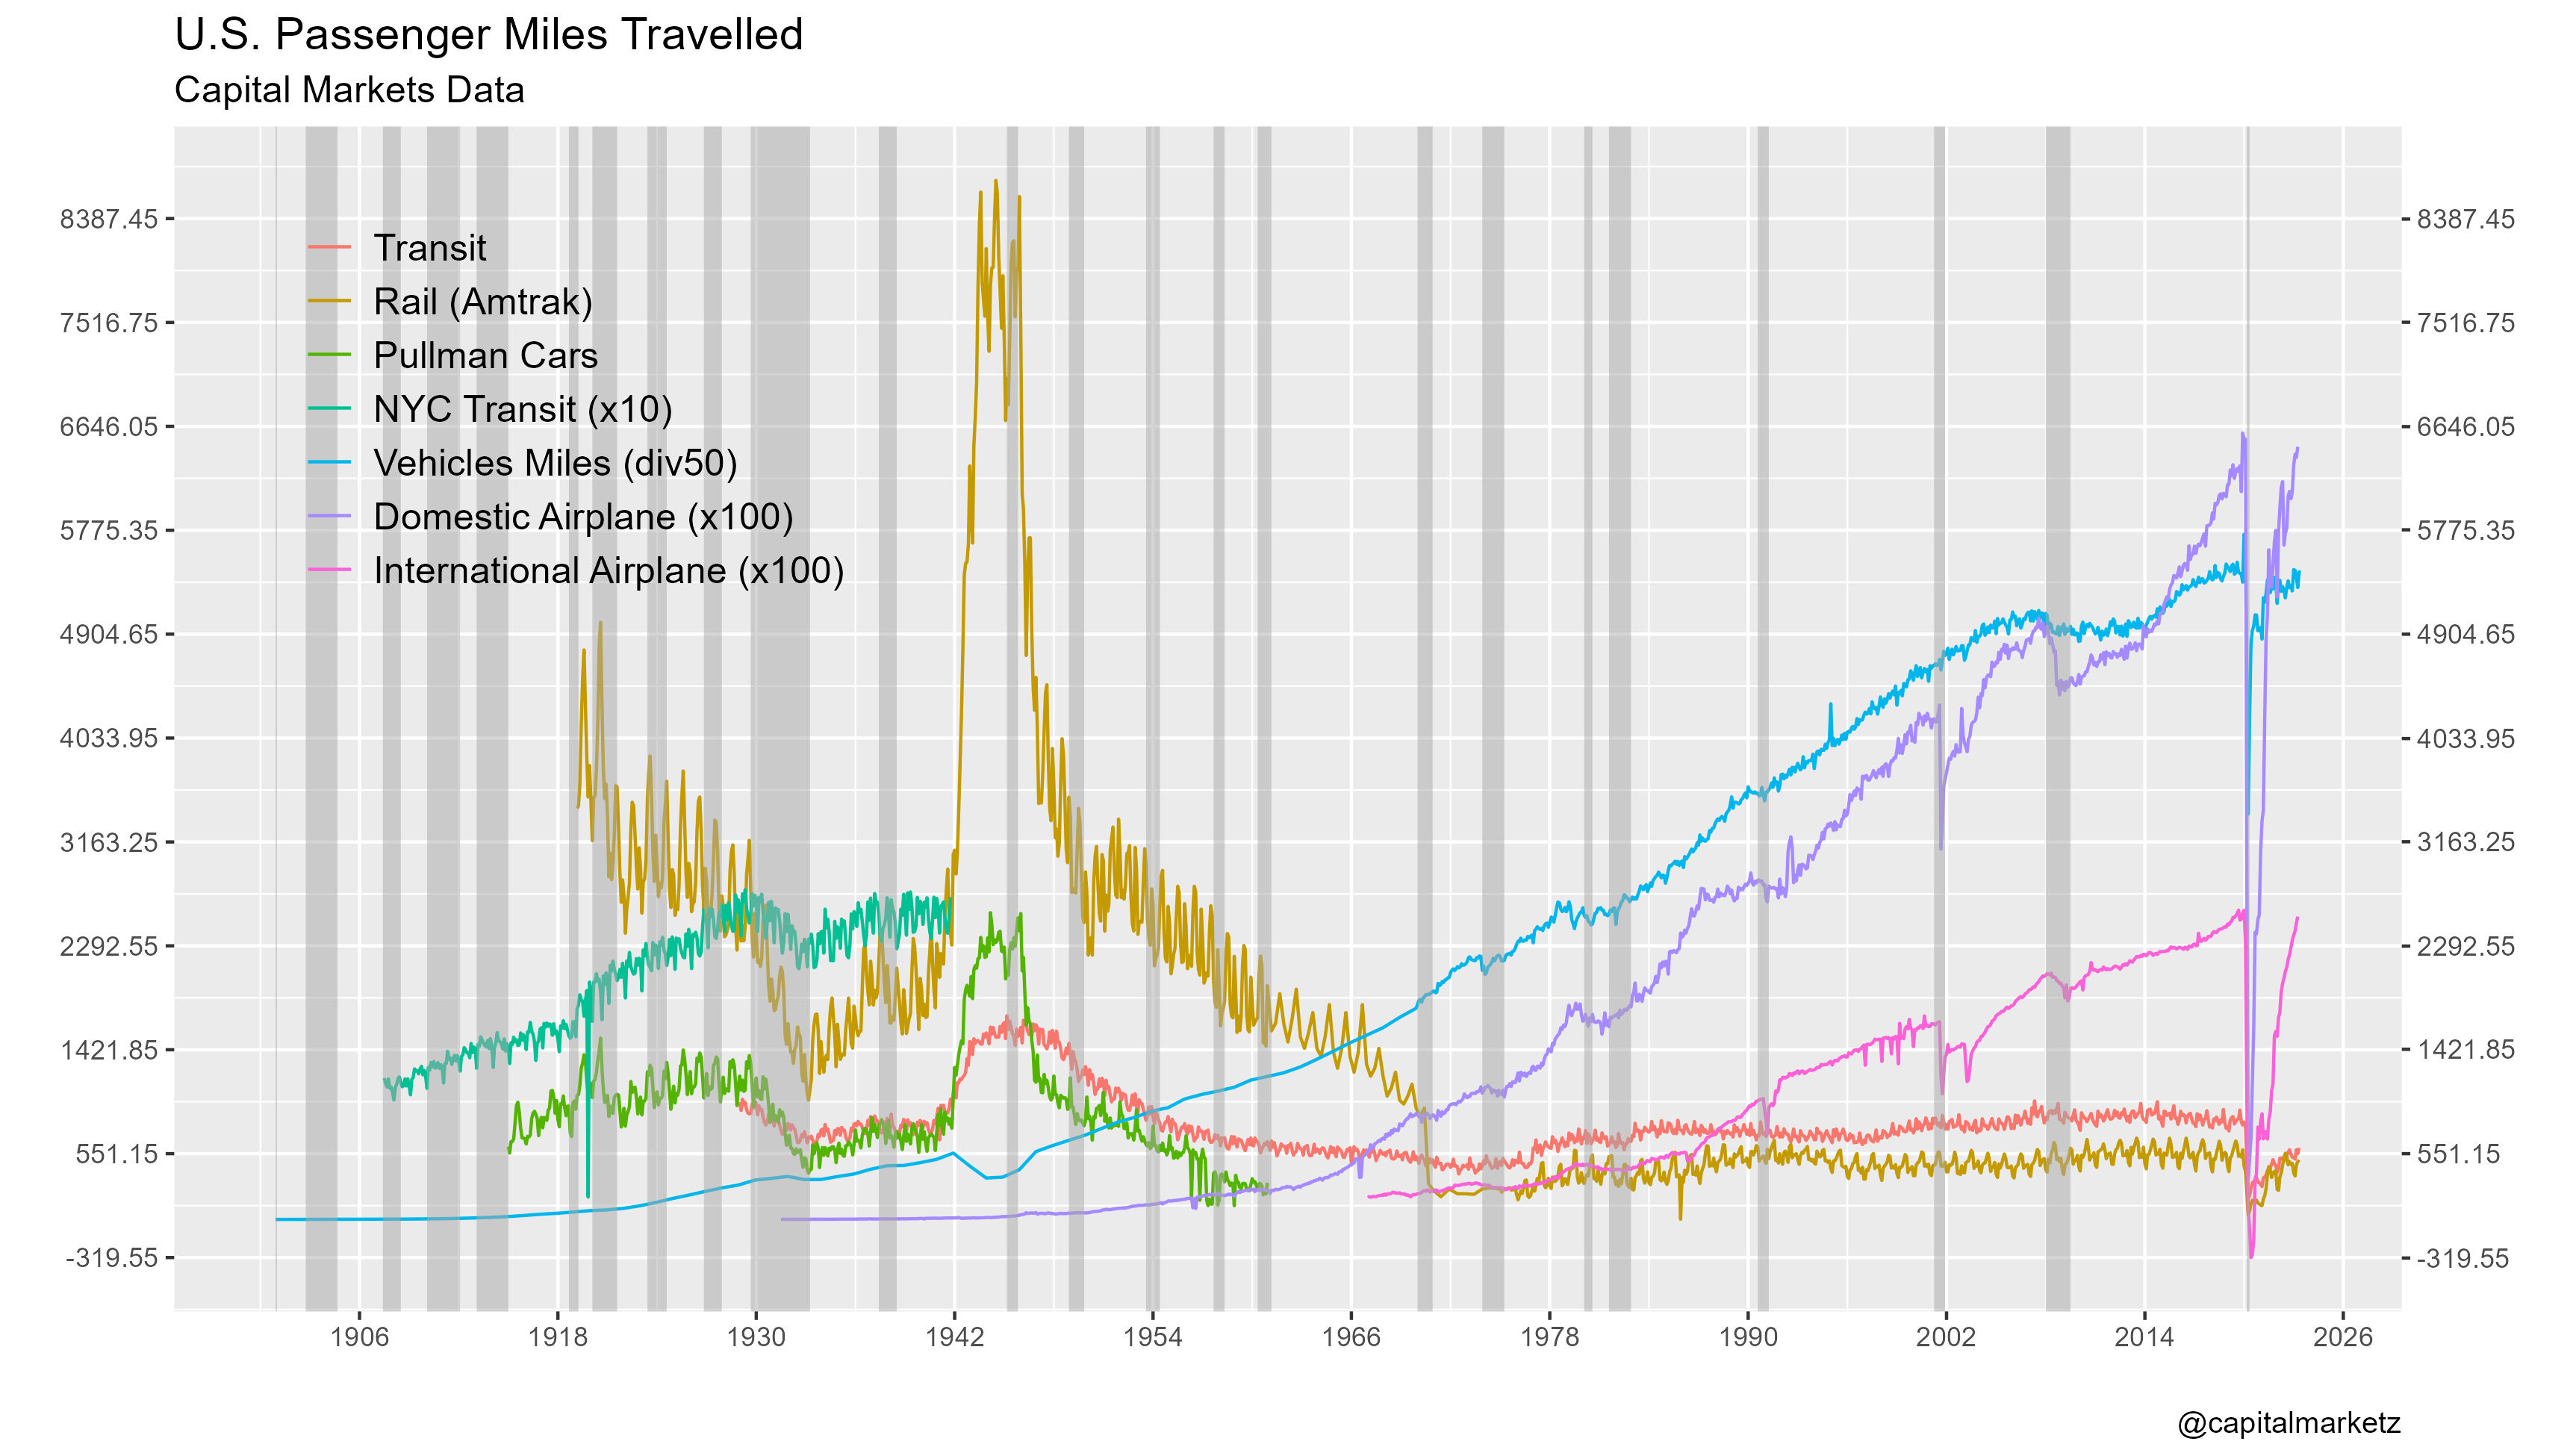 U.S. Passenger Miles Travelled
Capital Markets Data
8387.45
7516.75
6646.05
5775.35
4904.65
4033.95
3163.25
2292.55
1421.85
551.15
-319.55
Transit
Rail (Amtrak)
Pullman Cars
NYC Transit (x10)
Vehicles Miles (div50)
Domestic Airplane (x100)
International Airplane (x100)
8387.45
7516.75
6646.05
5775.35
4904.65
4033.95
3163.25
2292.55
1421.85
551.15
-319.55
1906 1918 1930 1942 1954 1966 1978 1990 2002 2014 2026
@capitalmarketz